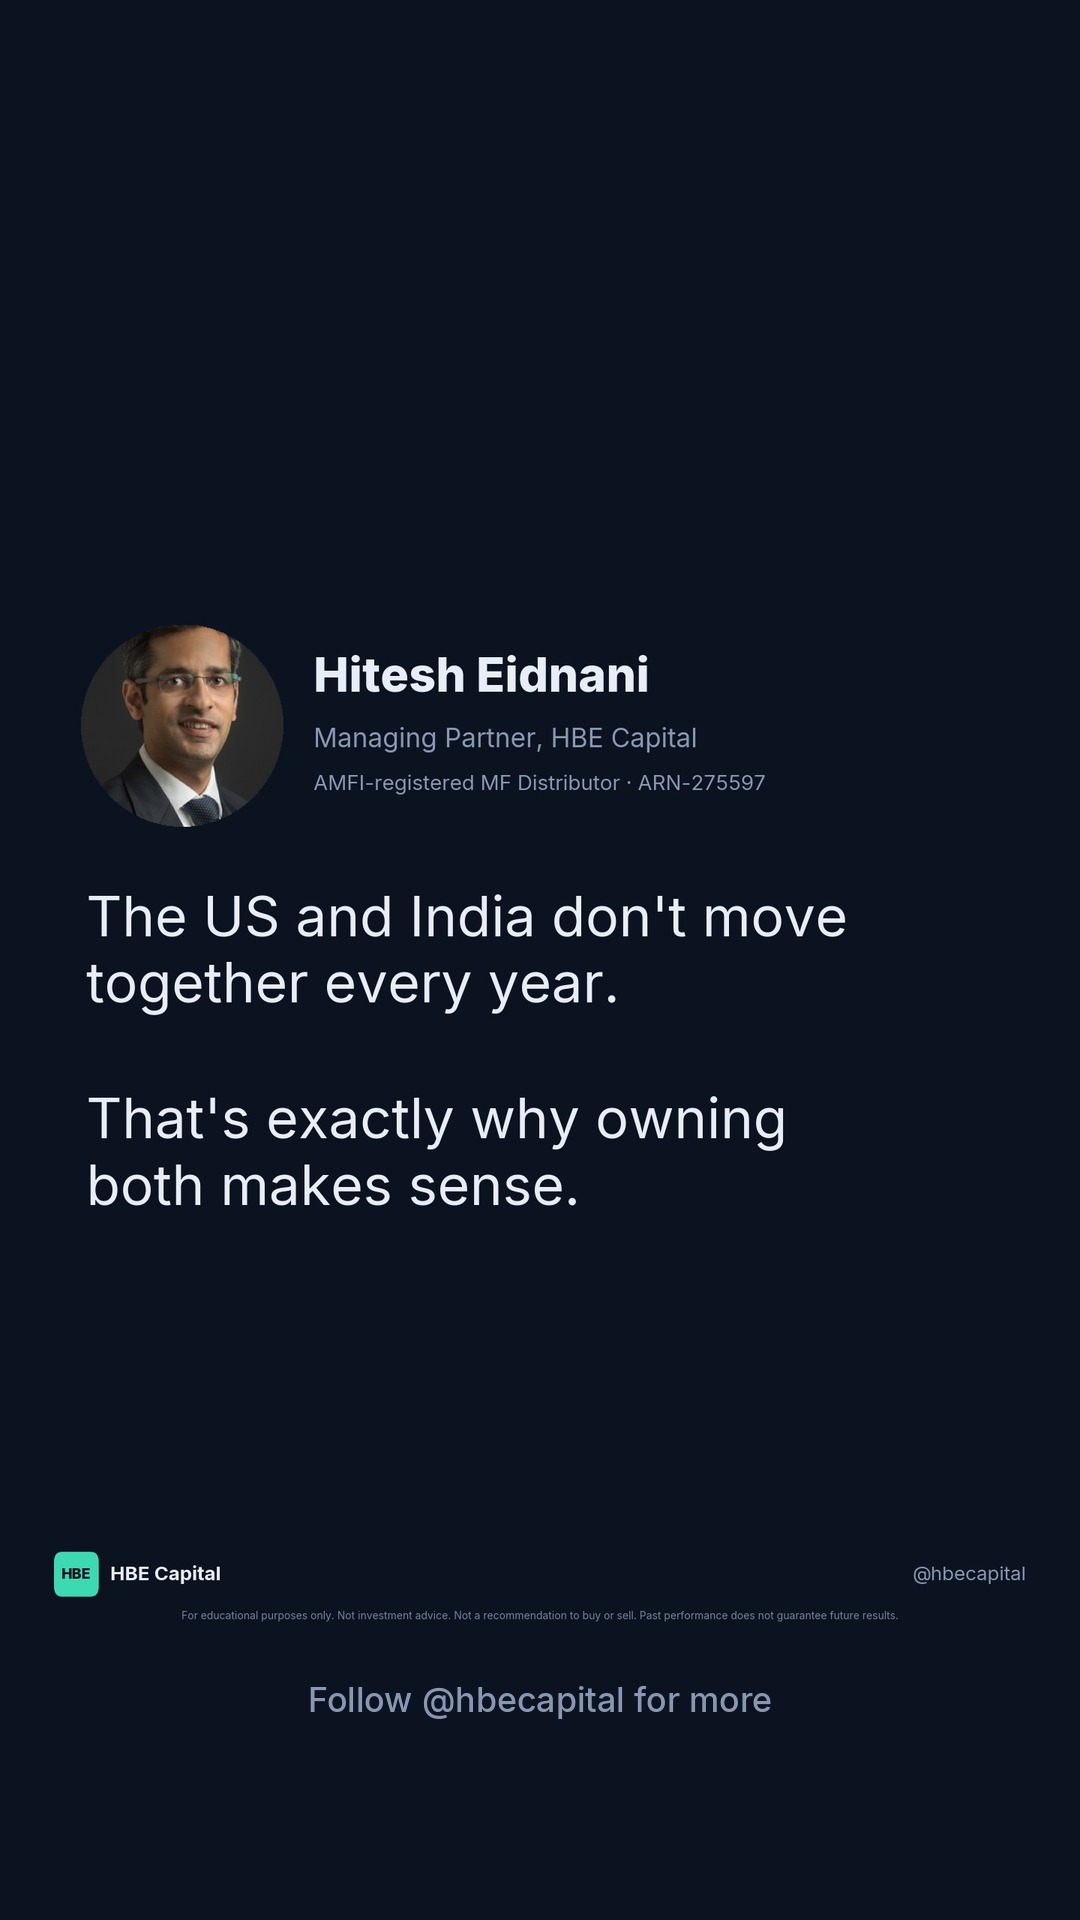 Hitesh Eidnani
Managing Partner, HBE Capital
AMFI-registered MF Distributor · ARN-275597
The US and India don't move
together every year.
That's exactly why owning
both makes sense.
HBE HBE Capital @hbecapital
For educational purposes only. Not investment advice. Not a recommendation to buy or sell. Past performance does not guarantee future results.
Follow @hbecapital for more